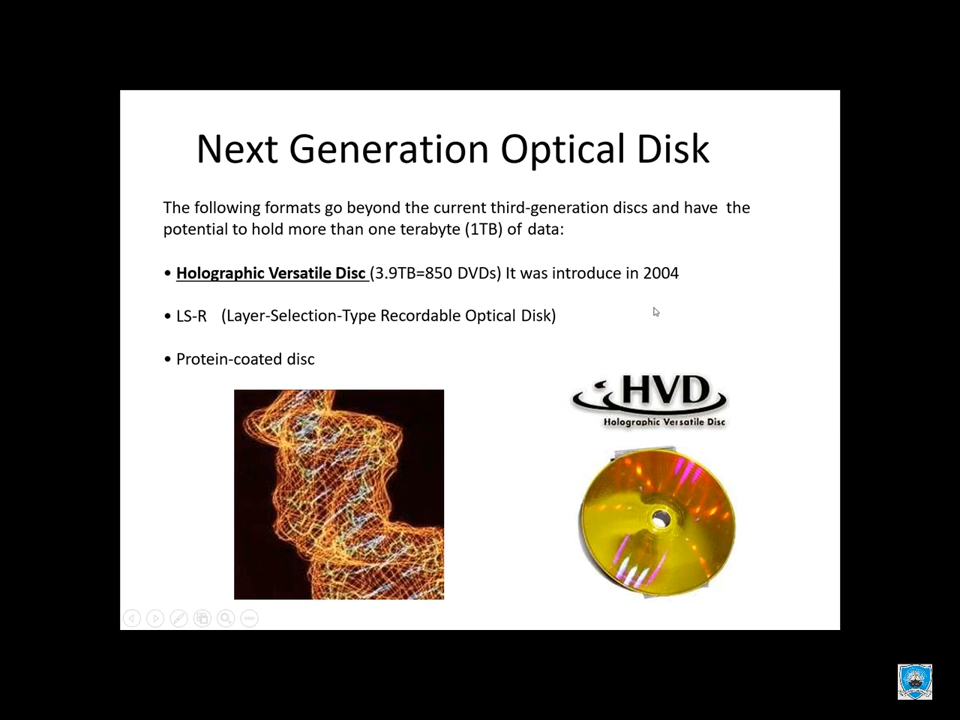 Next Generation Optical Disk
The following formats go beyond the current third-generation discs and have the
potential to hold more than one terabyte (1TB) of data:
• Holographic Versatile Disc (3.9TB=850 DVDs) It was introduce in 2004
• LS-R (Layer-Selection-Type Recordable Optical Disk)
• Protein-coated disc
HVD
Holographic Versatile Disc